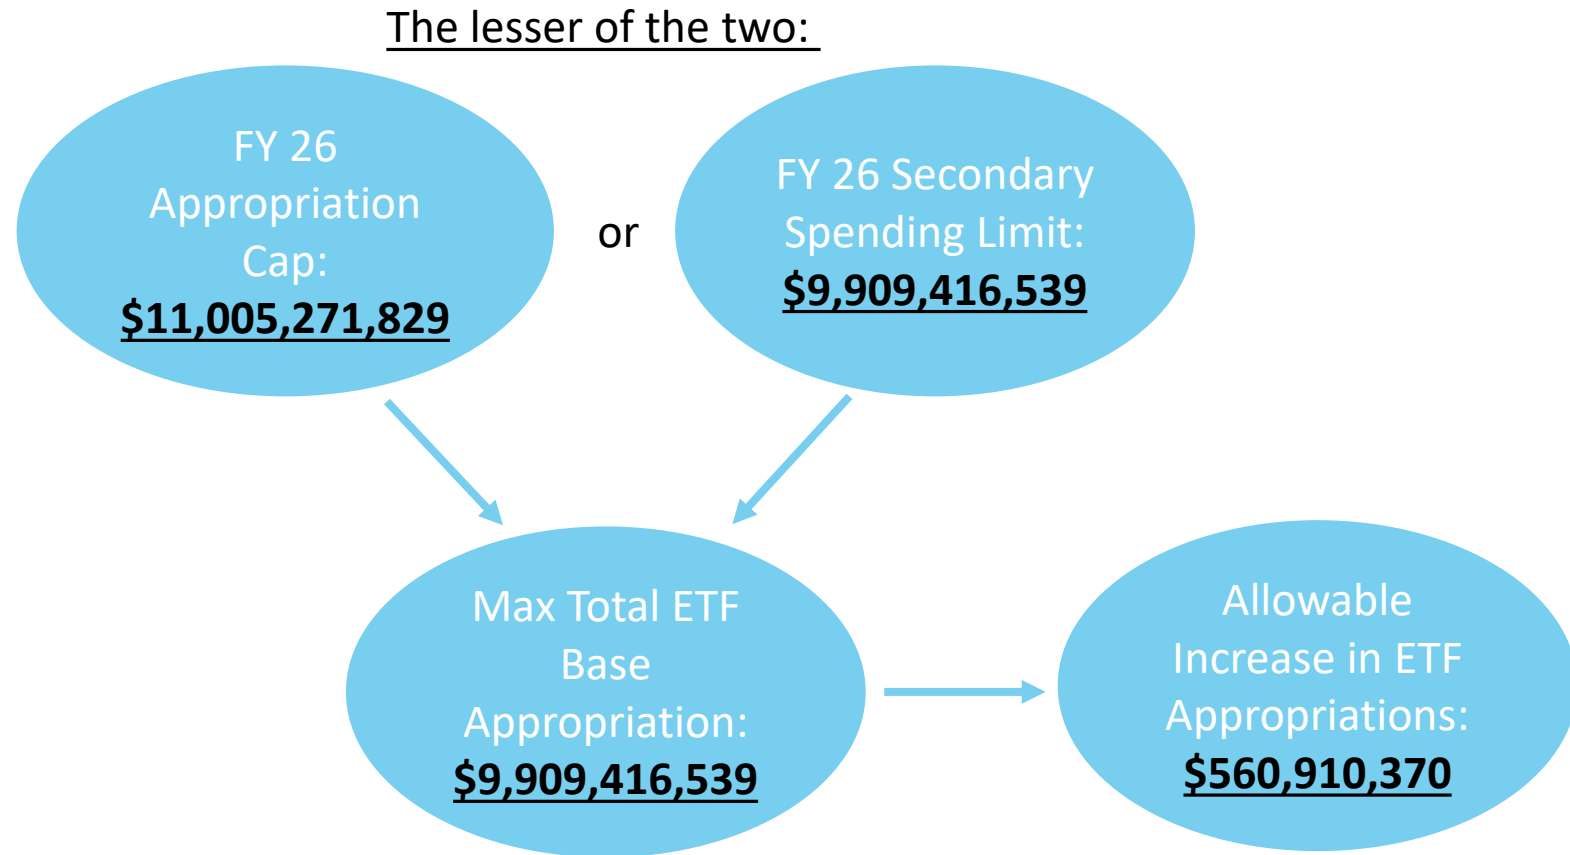 The lesser of the two:
FY 26
Appropriation
Cap:
$11,005,271,829
or
FY 26 Secondary
Spending Limit:
$9,909,416,539
Max Total ETF
Base
Appropriation:
$9,909,416,539
Allowable
Increase in ETF
Appropriations:
$560,910,370